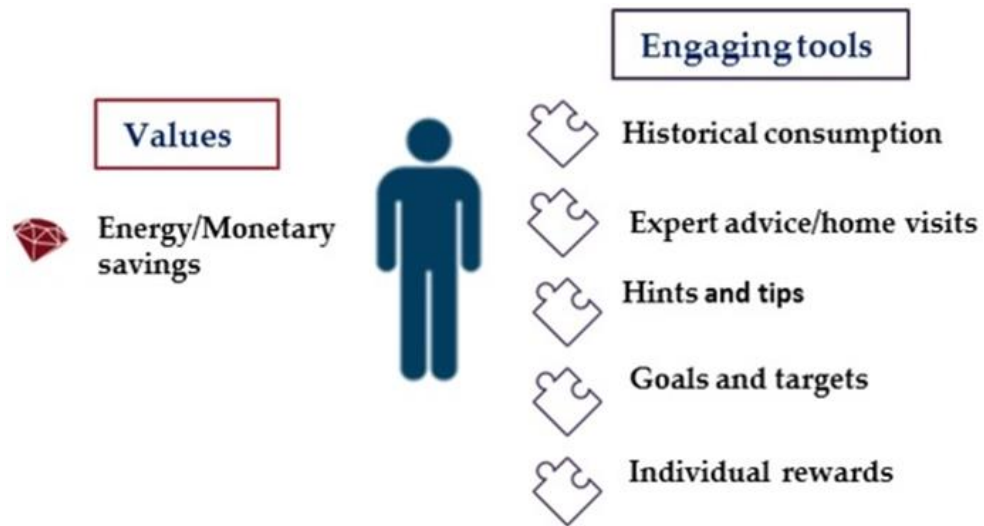 Values
Energy/Monetary
savings
Engaging tools
Historical consumption
Expert advice/home visits
Hints and tips
Goals and targets
Individual rewards